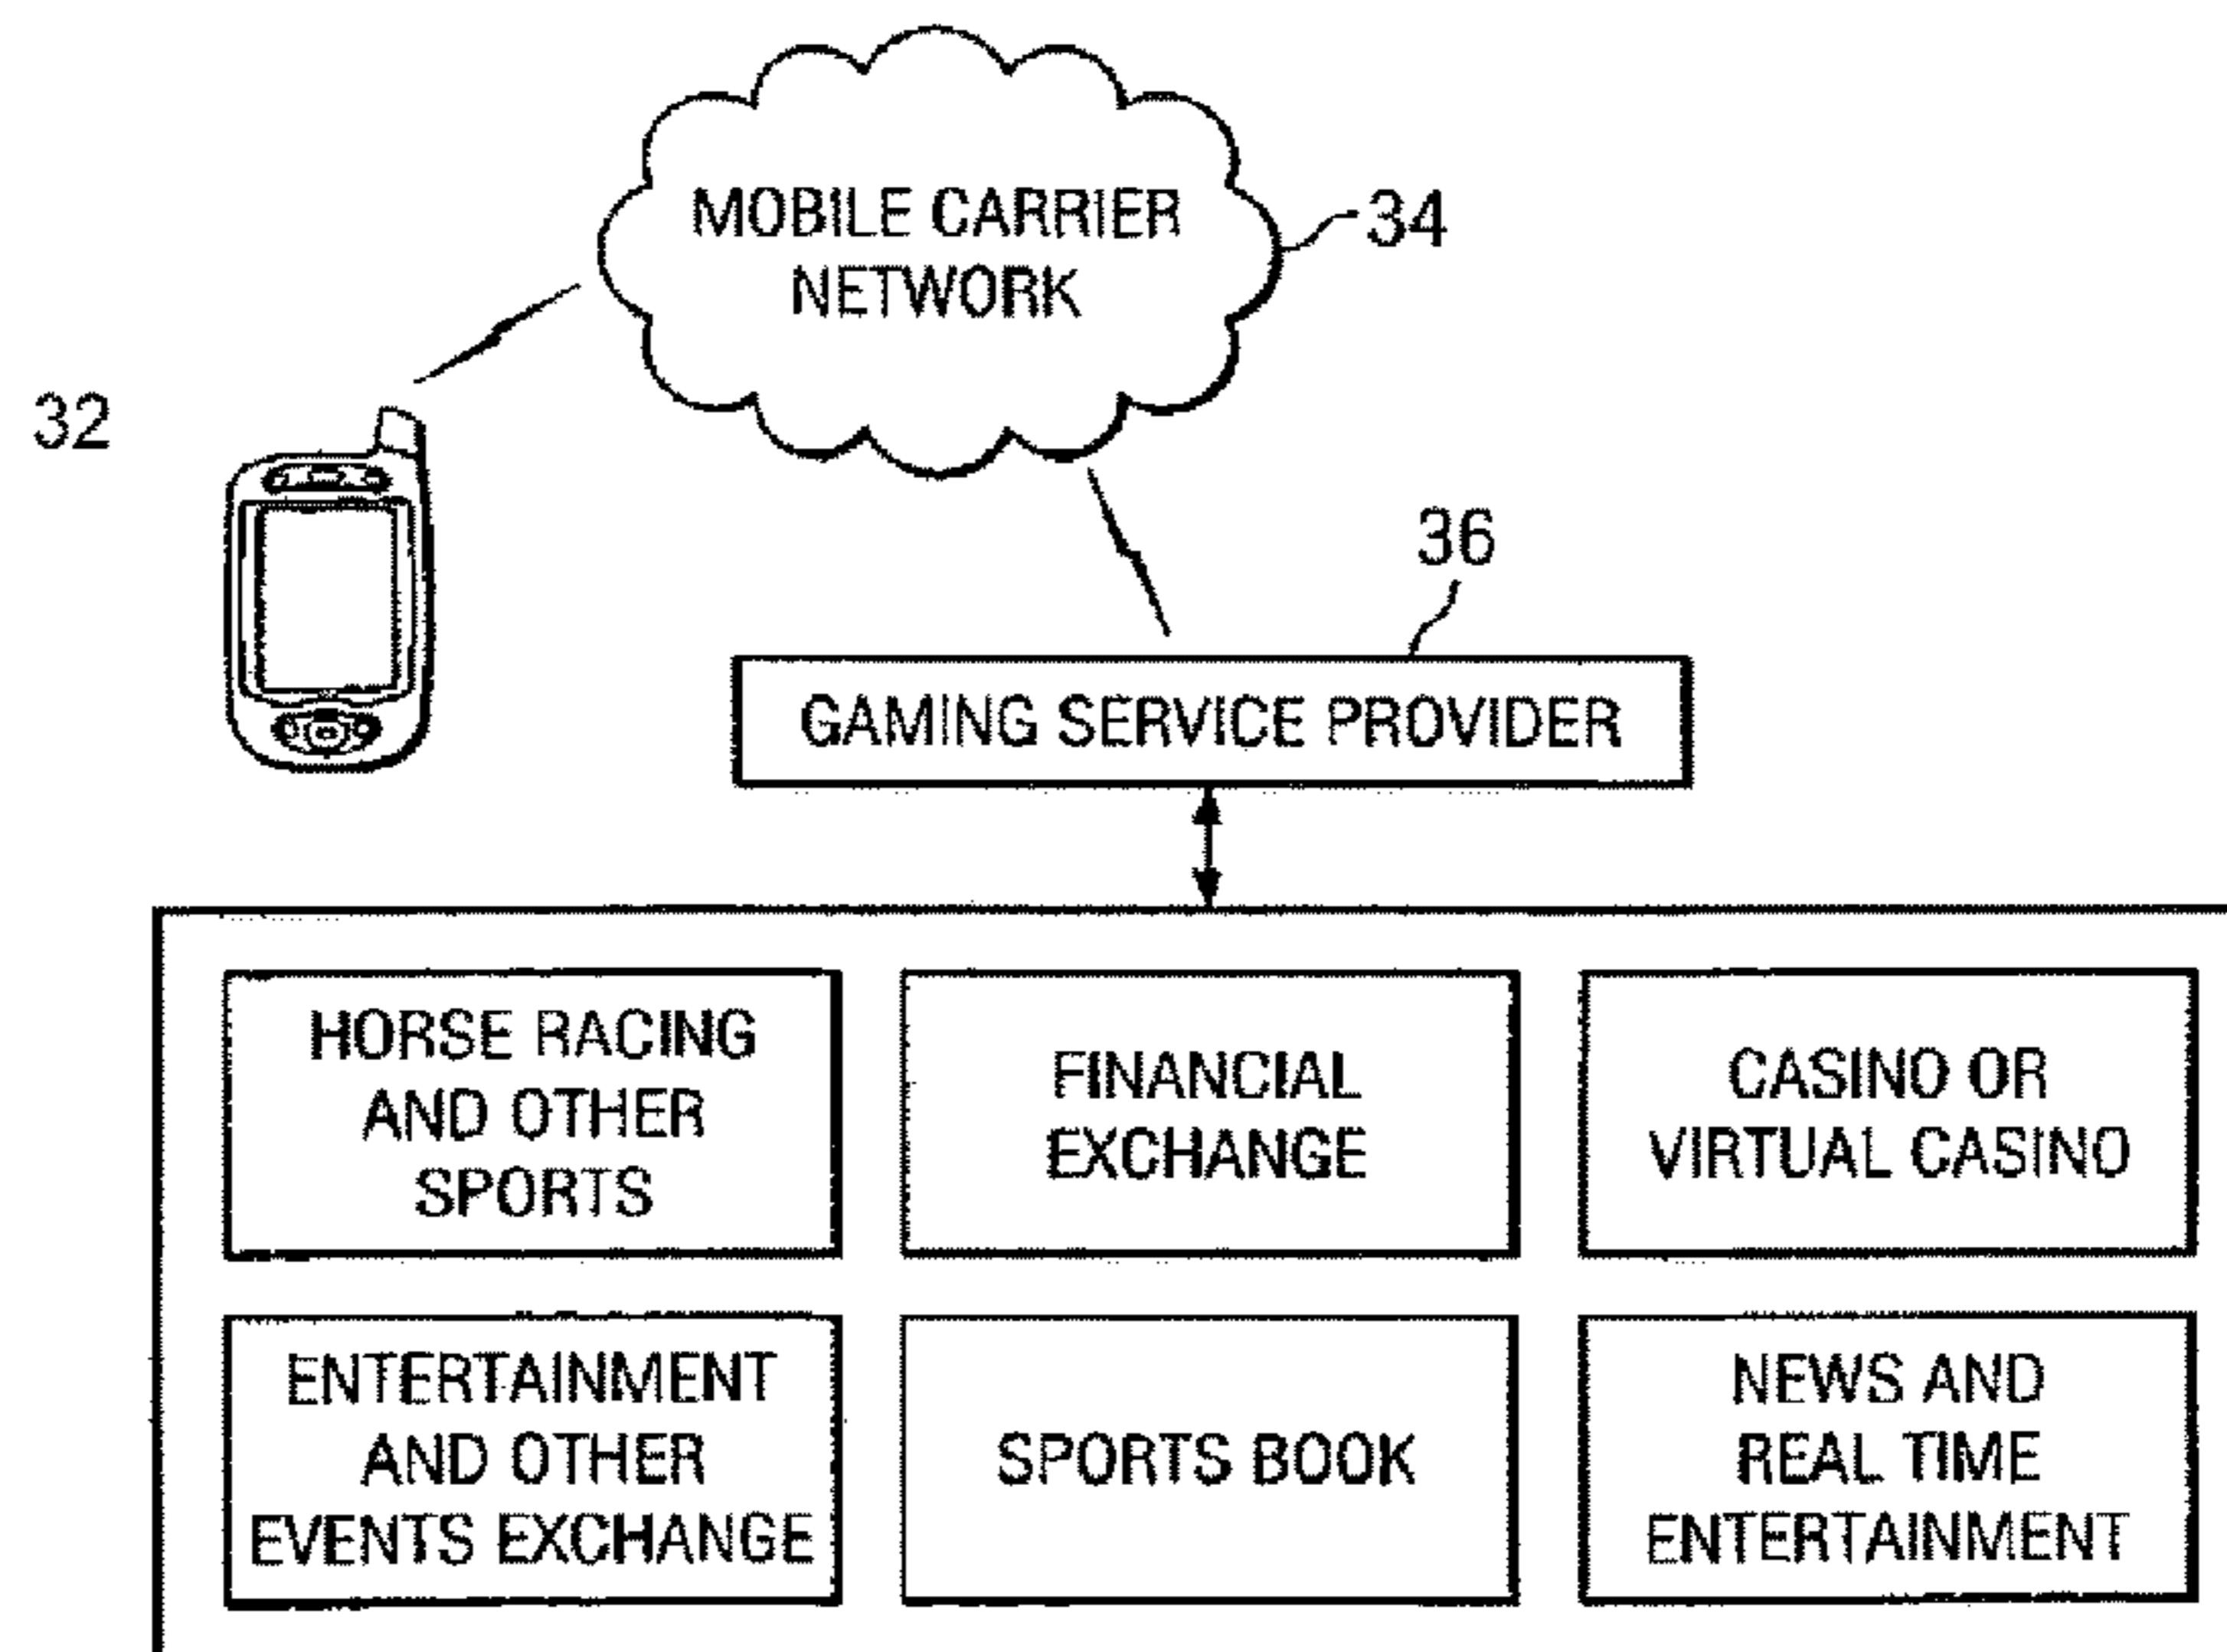 MOBILE CARRIER
NETWORK
34
32
36
GAMING SERVICE PROVIDER
HORSE RACING
AND OTHER
SPORTS
FINANCIAL
EXCHANGE
CASINO OR
VIRTUAL CASINO
ENTERTAINMENT
AND OTHER
EVENTS EXCHANGE
SPORTS BOOK
NEWS AND
REAL TIME
ENTERTAINMENT